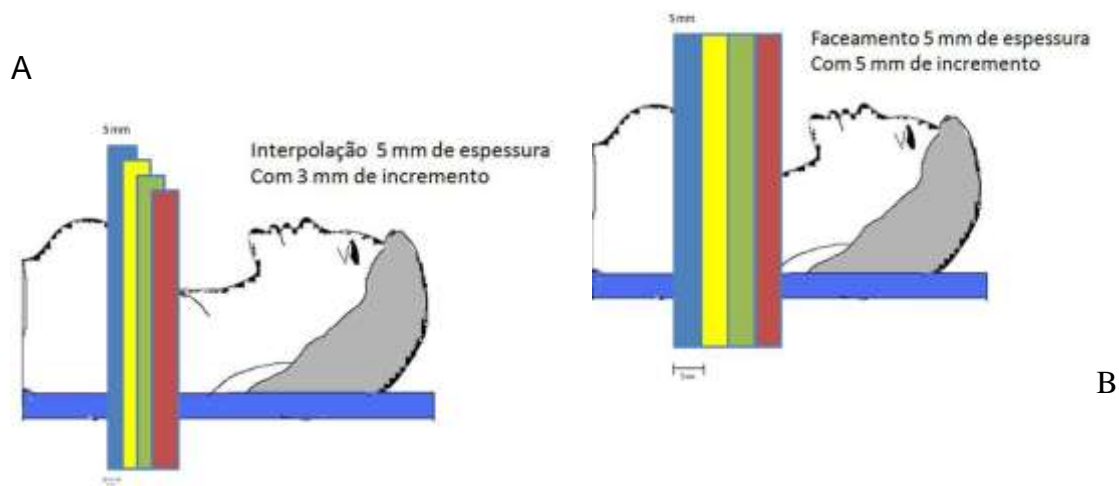 A
5 mm
Interpolação 5 mm de espessura
Com 3 mm de incremento
5 mm
Faceamento 5 mm de espessura
Com 5 mm de incremento
B